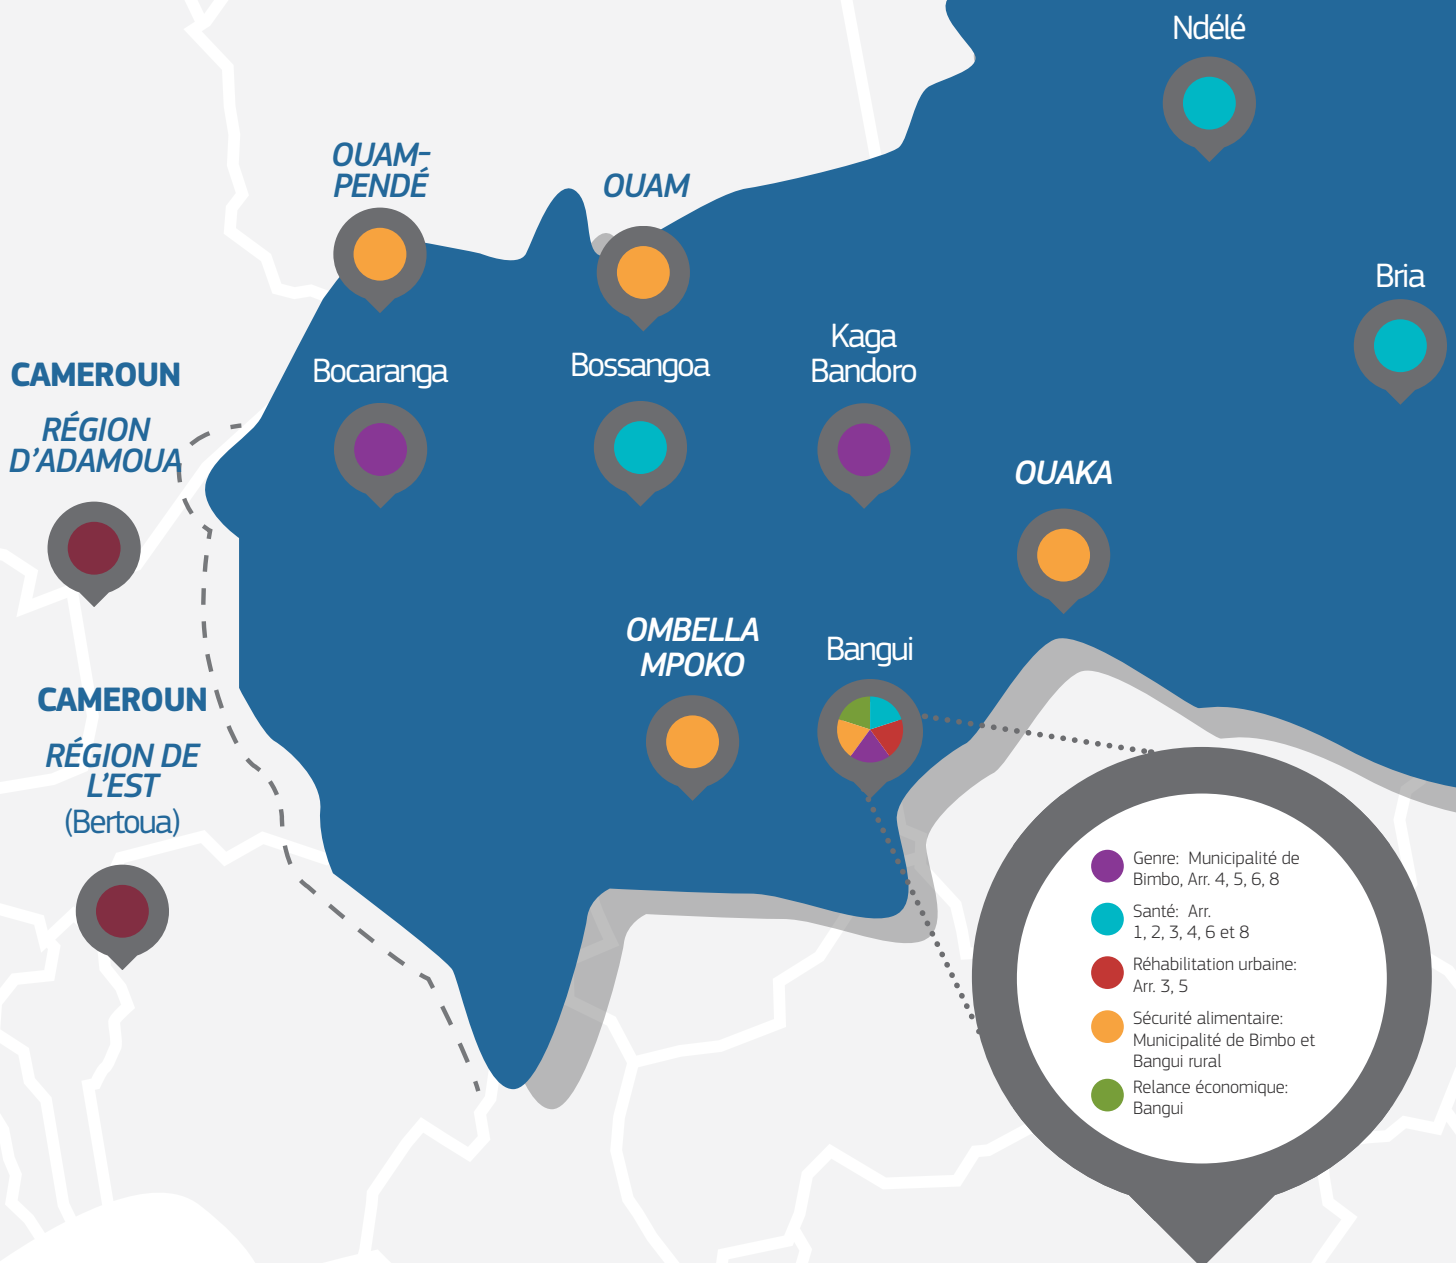 Ndélé
OUAM-
PENDÉ
OUAM
Bria
Kaga
Bandoro
Bossangoa
Bocaranga
CAMEROUN
RÉGION
D'ADAMOUA
OUAKA
OMBELLA
MPOKO
Bangui
CAMEROUN
RÉGION DE
L'EST
(Bertoua)
Genre: Municipalité de
Bimbo, Arr. 4, 5, 6, 8
Santé: Arr.
1, 2, 3, 4, 6 et 8
Réhabilitation urbaine:
Arr. 3, 5
Sécurité alimentaire:
Municipalité de Bimbo et
Bangui rural
Relance économique:
Bangui